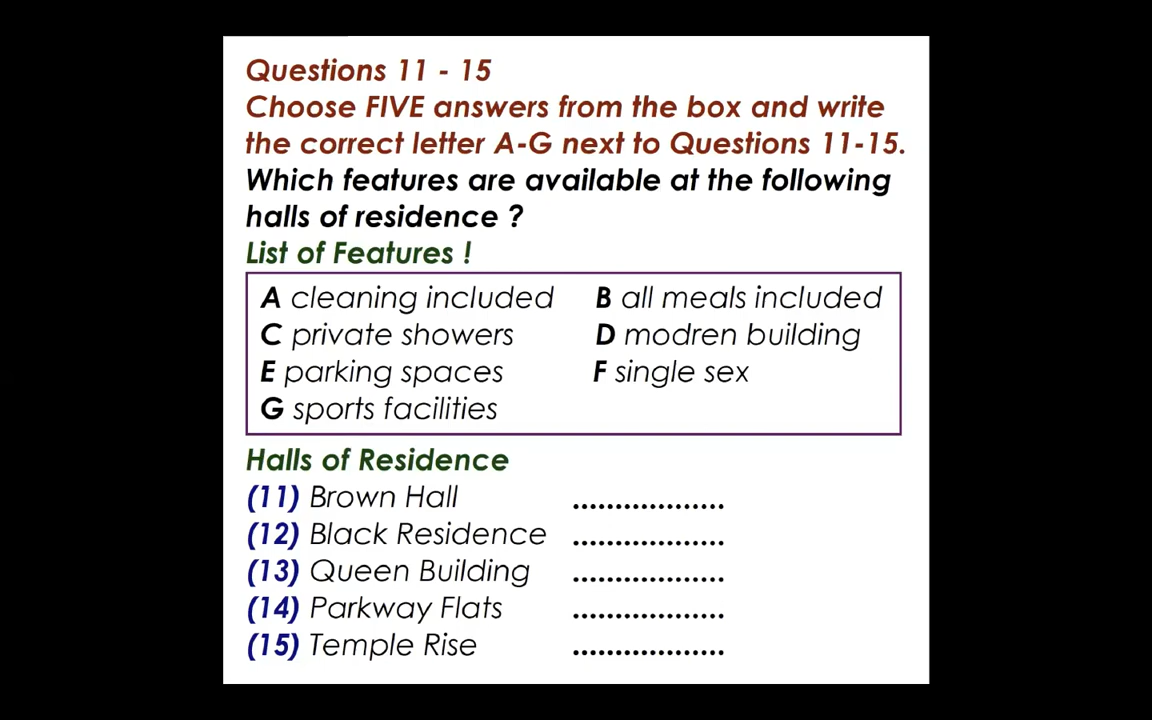 Questions 11 - 15
Choose FIVE answers from the box and write
the correct letter A-G next to Questions 11-15.
Which features are available at the following
halls of residence ?
List of Features !
A cleaning included B all meals included
C private showers D modren building
E parking spaces F single sex
G sports facilities
Halls of Residence
(11) Brown Hall ..................
(12) Black Residence ..................
(13) Queen Building ..................
(14) Parkway Flats ..................
(15) Temple Rise ..................